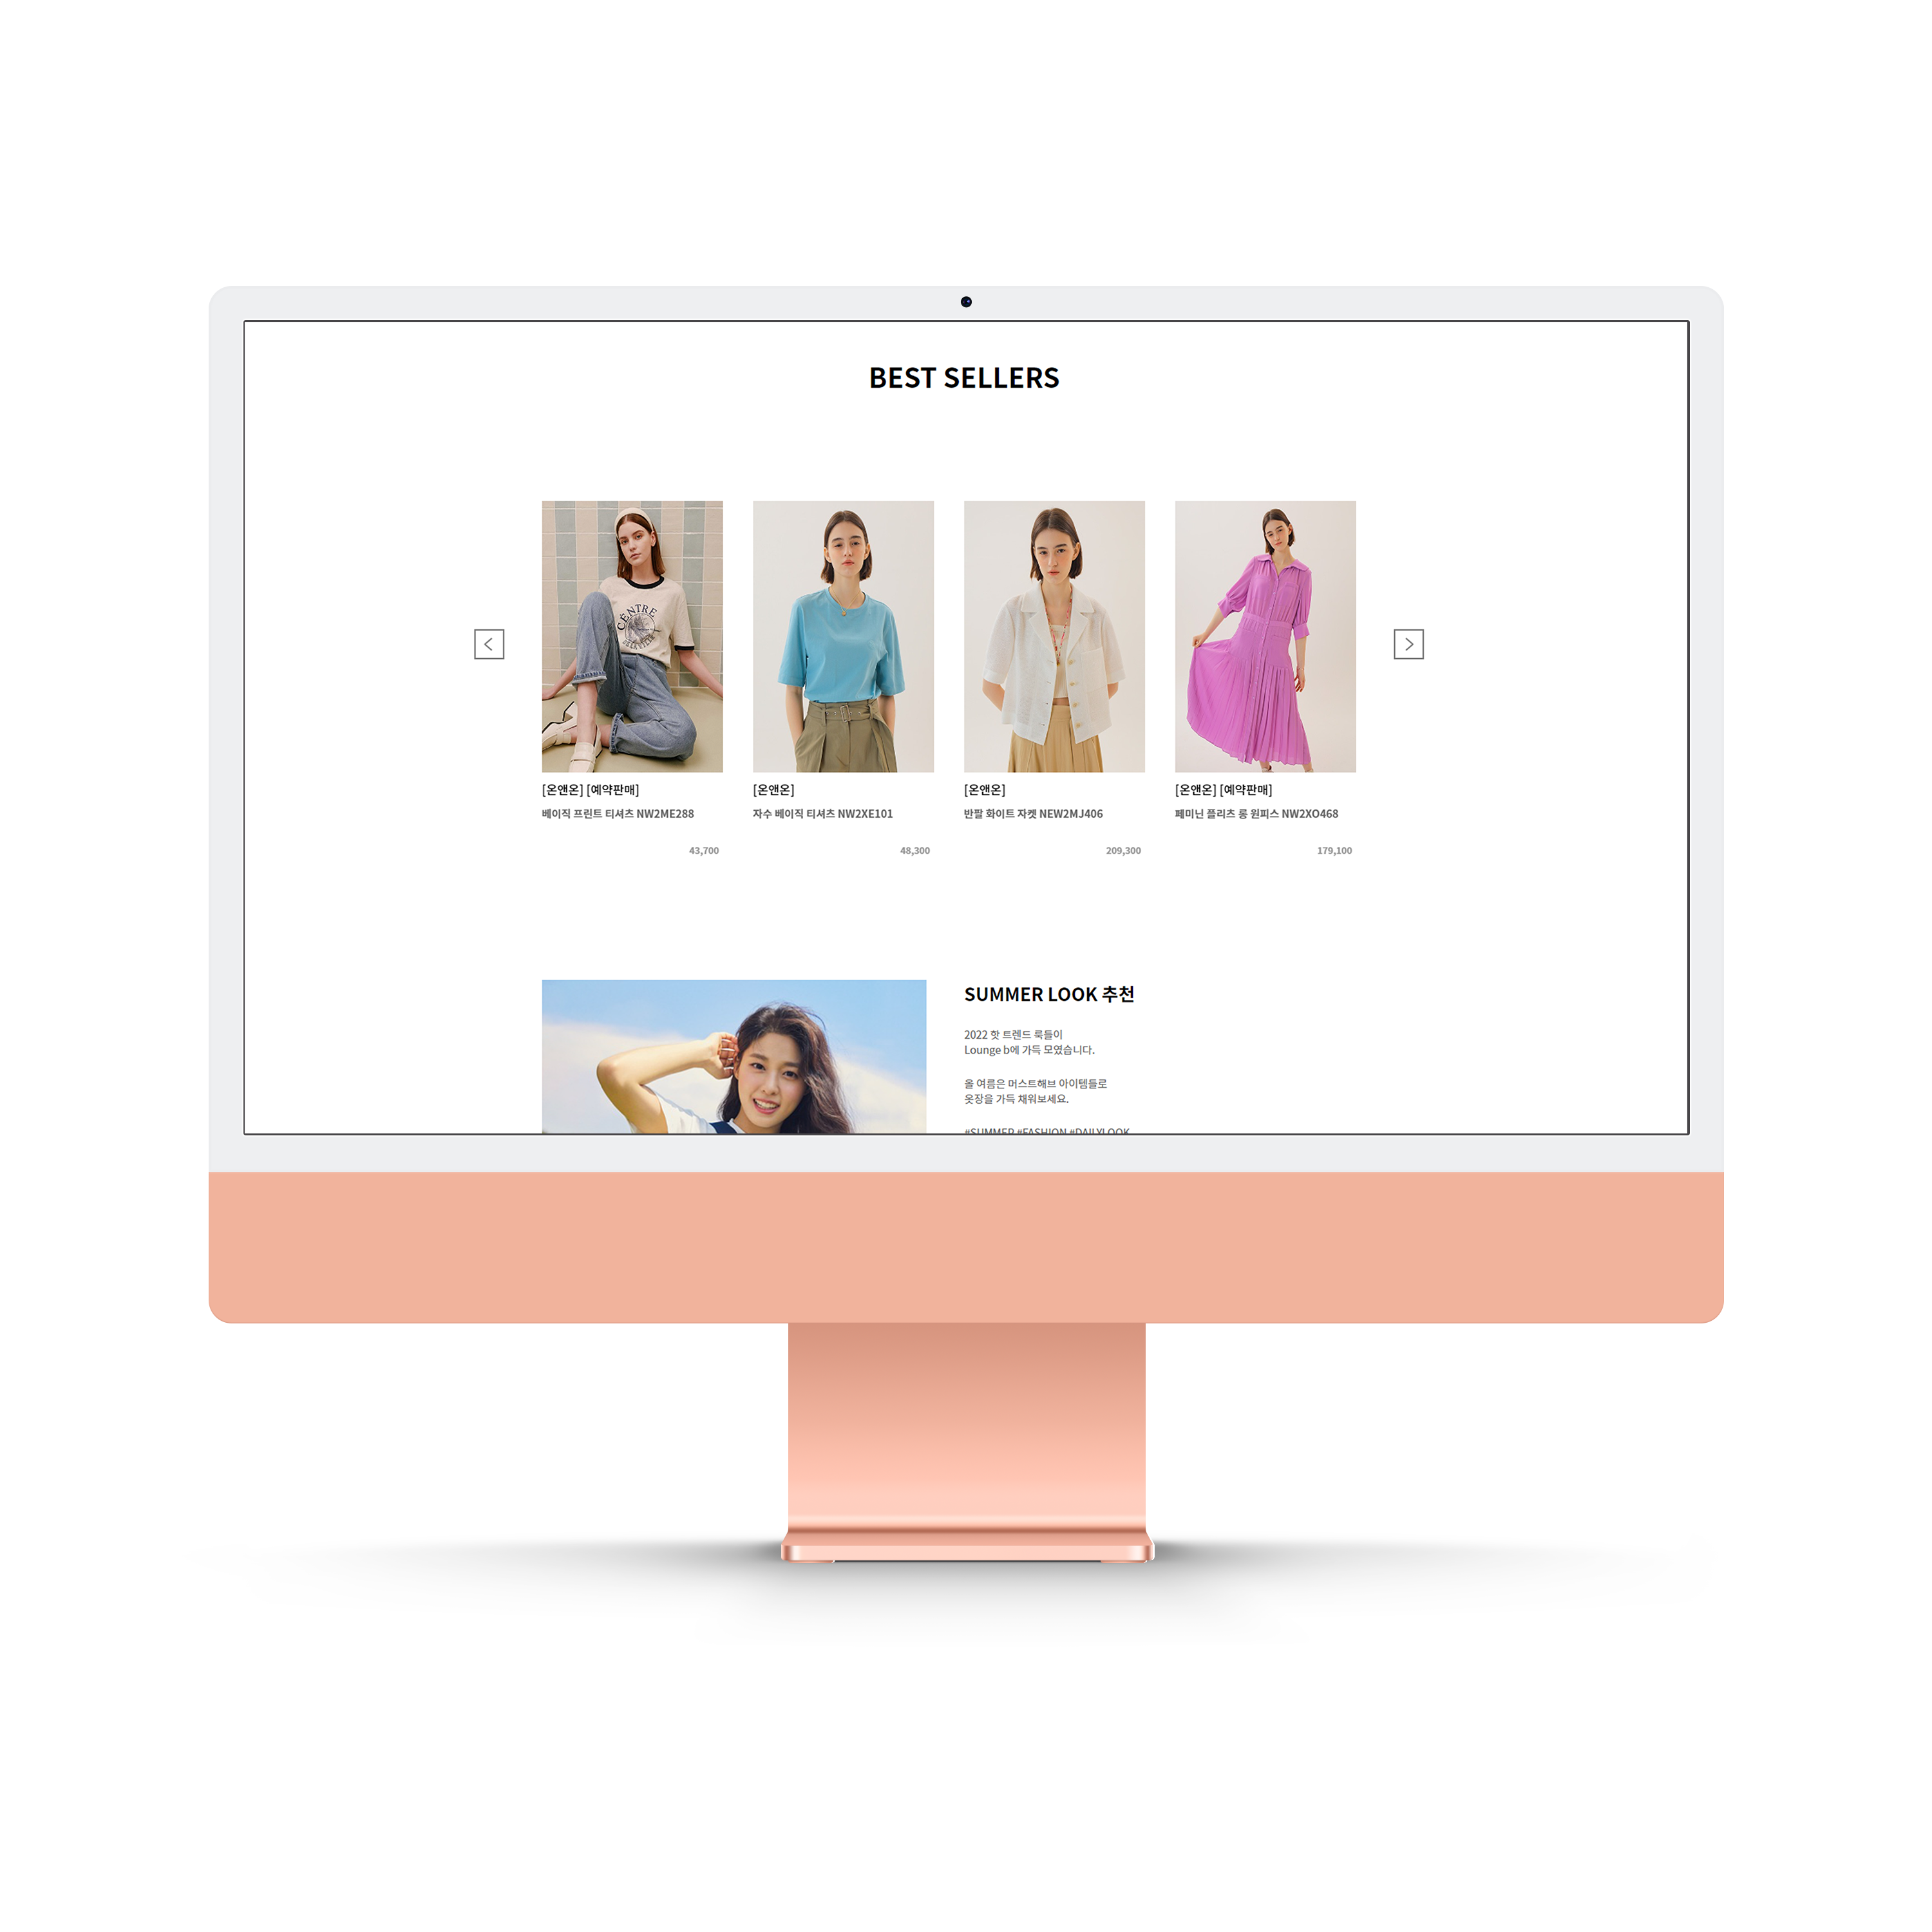 BEST SELLERS
CENTRE
[온앤온] [예약판매]
베이직 프린트 티셔츠 NW2ME288
43,700
[온앤온]
자수 베이직 티셔츠 NW2XE101
48,300
[온앤온]
반팔 화이트 자켓 NEW2MJ406
209,300
[온앤온] [예약판매]
페미닌 플리츠 롱 원피스 NW2XO468
179,100
SUMMER LOOK 추천
2022 핫 트렌드 룩들이
Lounge b에 가득 모였습니다.
올 여름은 머스트해브 아이템들로
옷장을 가득 채워보세요.
#SUMMER #FASHION #DAILYLOOK